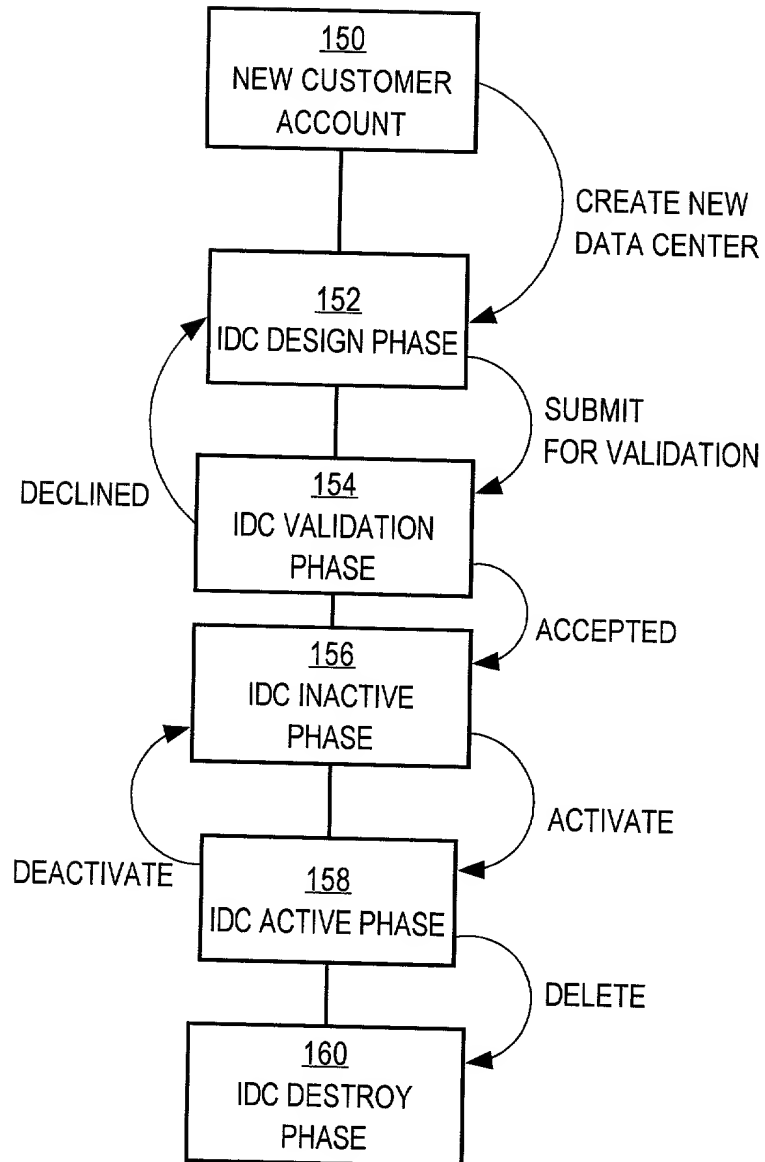 150
NEW CUSTOMER
ACCOUNT
CREATE NEW
DATA CENTER
152
IDC DESIGN PHASE
SUBMIT
FOR VALIDATION
DECLINED
154
IDC VALIDATION
PHASE
ACCEPTED
156
IDC INACTIVE
PHASE
ACTIVATE
DEACTIVATE
158
IDC ACTIVE PHASE
DELETE
160
IDC DESTROY
PHASE